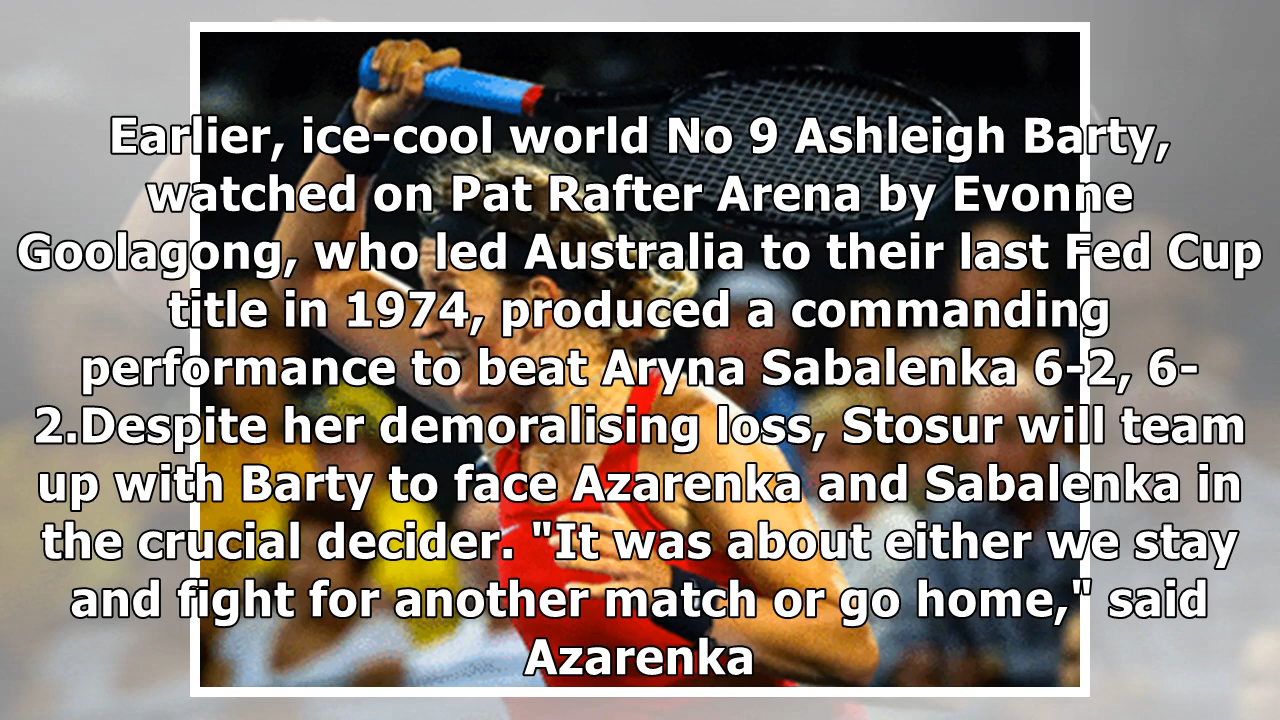 Earlier, ice-cool world No 9 Ashleigh Barty,
watched on Pat Rafter Arena by Evonne
Goolagong, who led Australia to their last Fed Cup
title in 1974, produced a commanding
performance to beat Aryna Sabalenka 6-2, 6-
2.Despite her demoralising loss, Stosur will team
up with Barty to face Azarenka and Sabalenka in
the crucial decider. "It was about either we stay
and fight for another match or go home," said
Azarenka